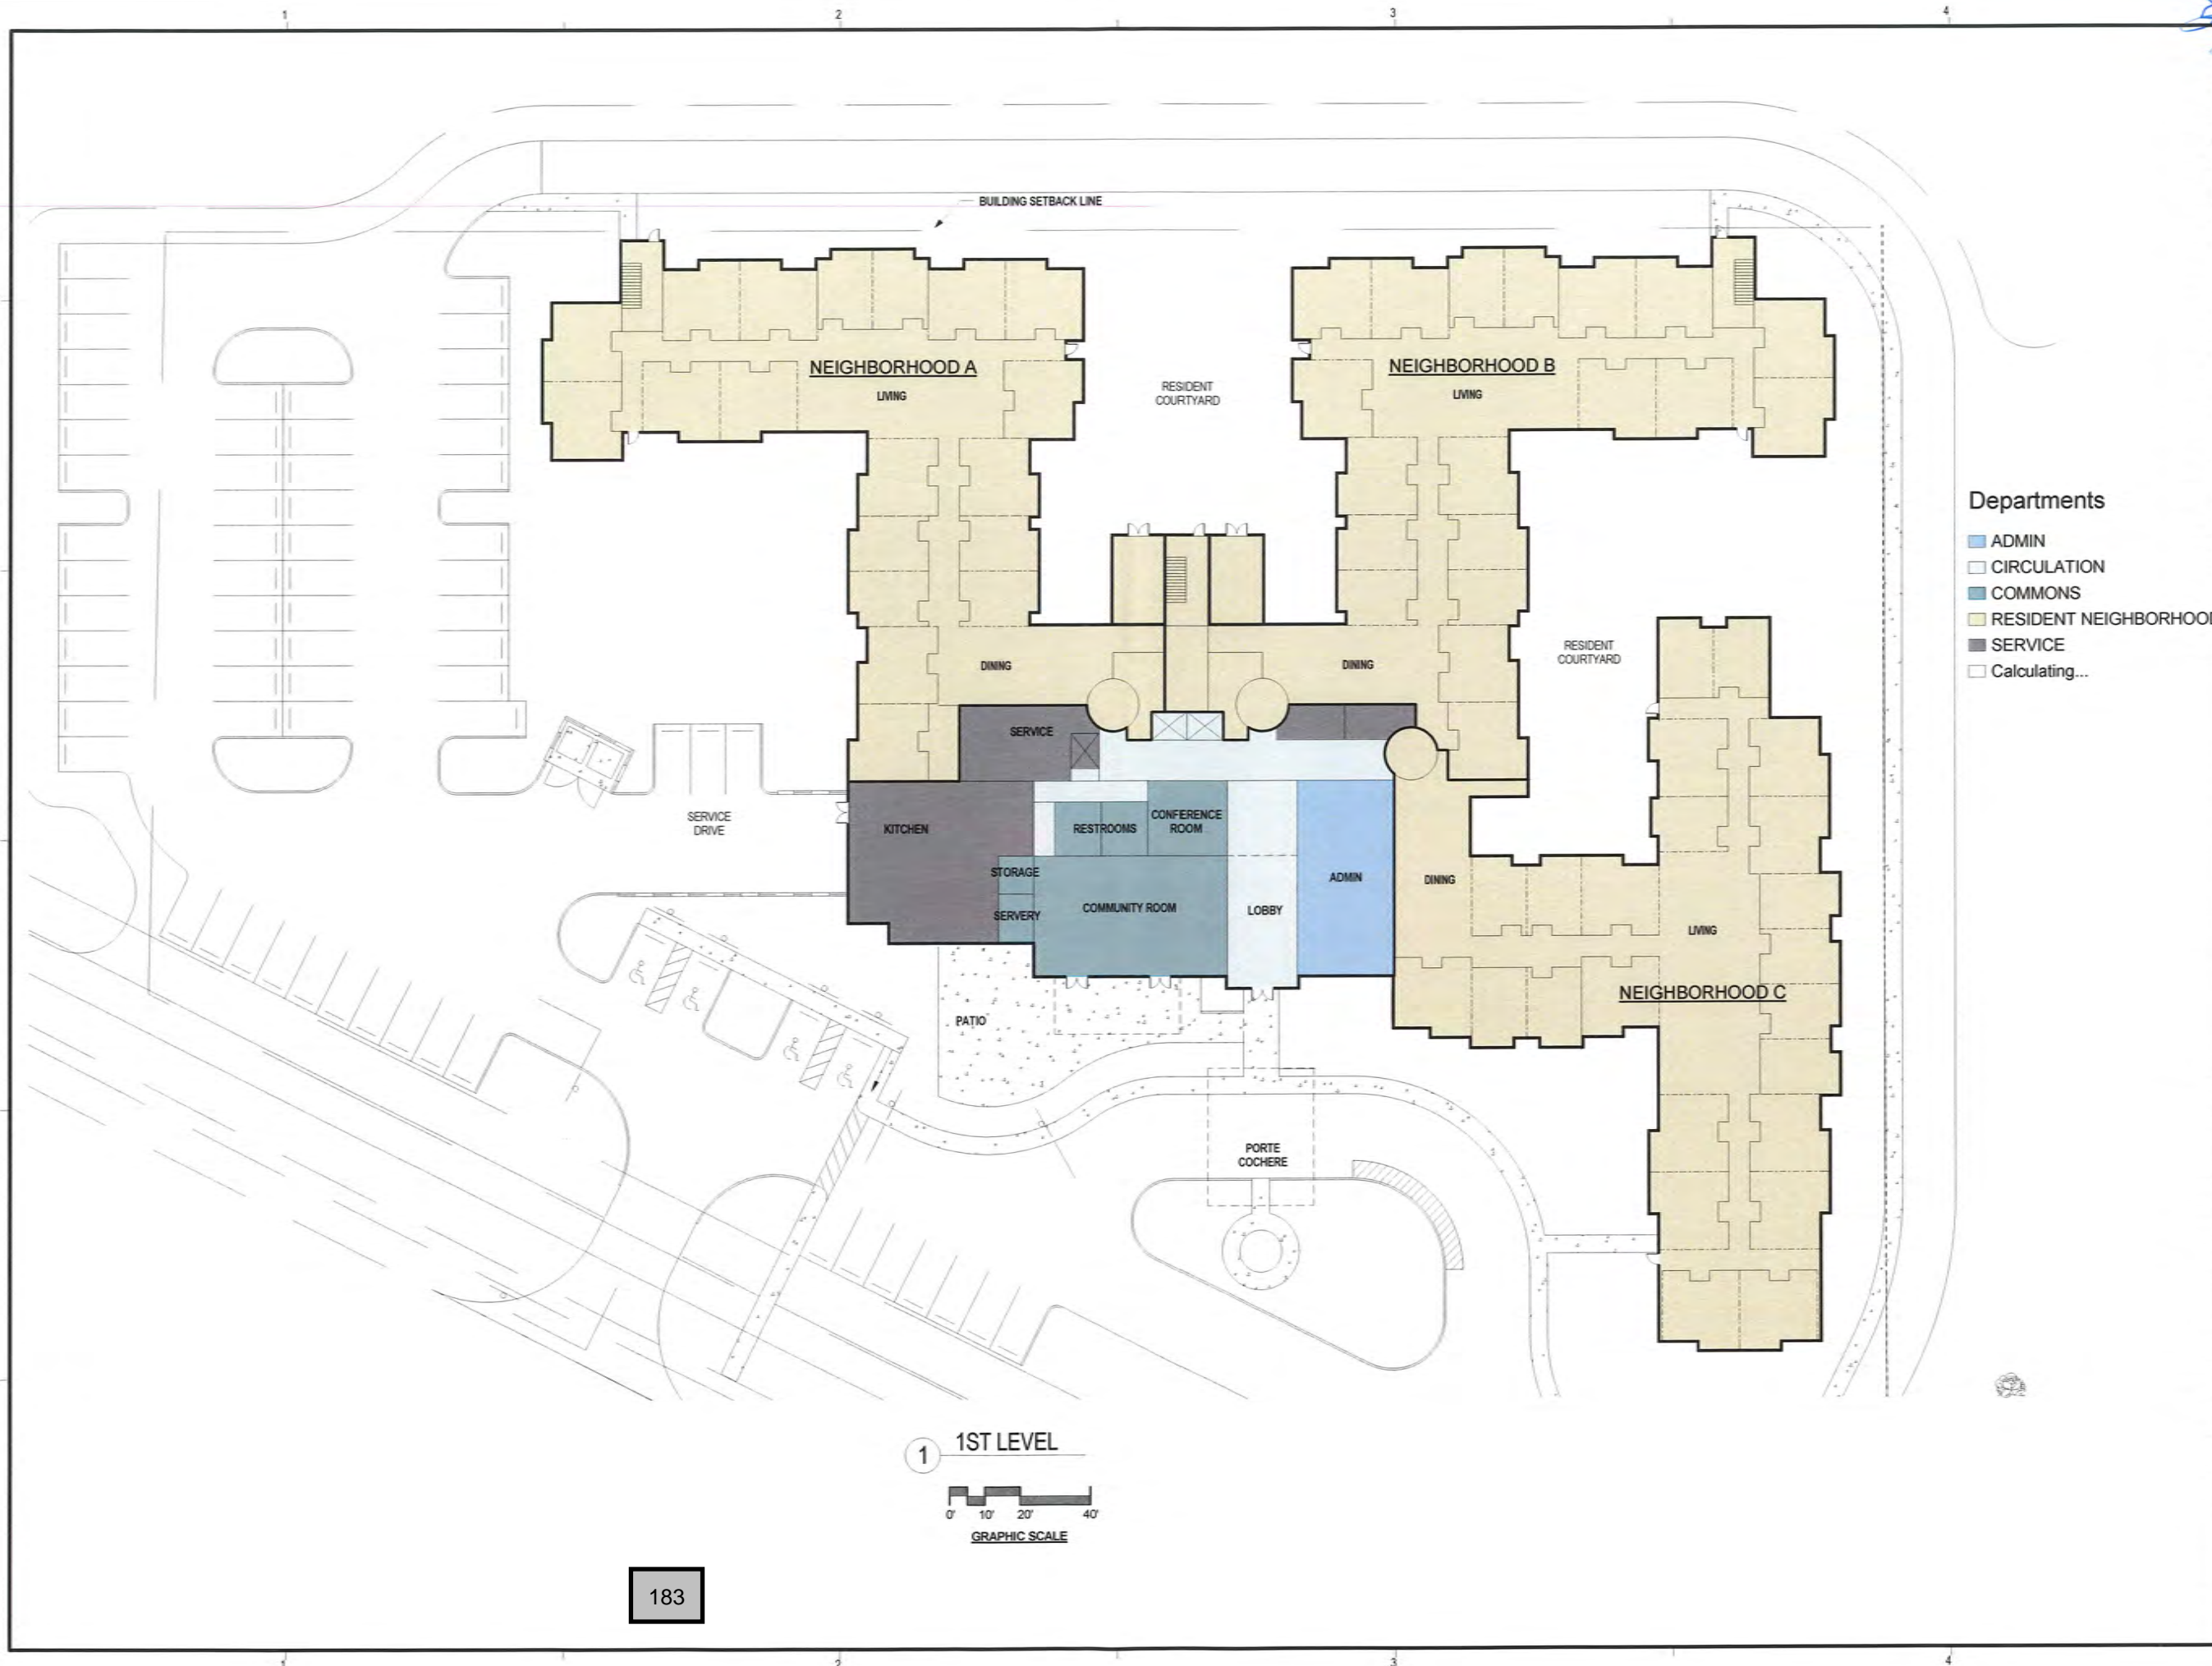 1 2 3 4
BUILDING SETBACK LINE
NEIGHBORHOOD A
LIVING
RESIDENT
COURTYARD
NEIGHBORHOOD B
LIVING
Departments
ADMIN
CIRCULATION
COMMONS
RESIDENT NEIGHBORHOOD
SERVICE
Calculating...
DINING
DINING
RESIDENT
COURTYARD
SERVICE
SERVICE
DRIVE
KITCHEN
RESTROOMS
CONFERENCE
ROOM
STORAGE
SERVERY
COMMUNITY ROOM
LOBBY
ADMIN
DINING
LIVING
NEIGHBORHOOD C
PATIO
PORTE
COCHERE
1 1ST LEVEL
0' 10' 20' 40'
GRAPHIC SCALE
183
1 2 3 4